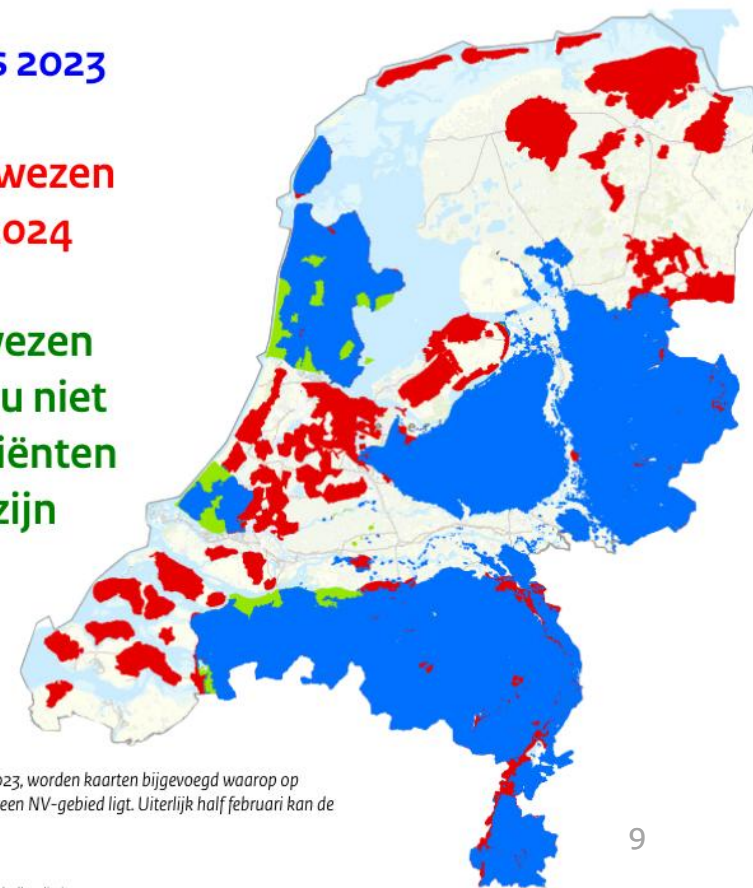 s 2023
wezen
2024
wezen
u niet
iënten
zijn
023, worden kaarten bijgevoegd waarop op
een NV-gebied ligt. Uiterlijk half februari kan de
9